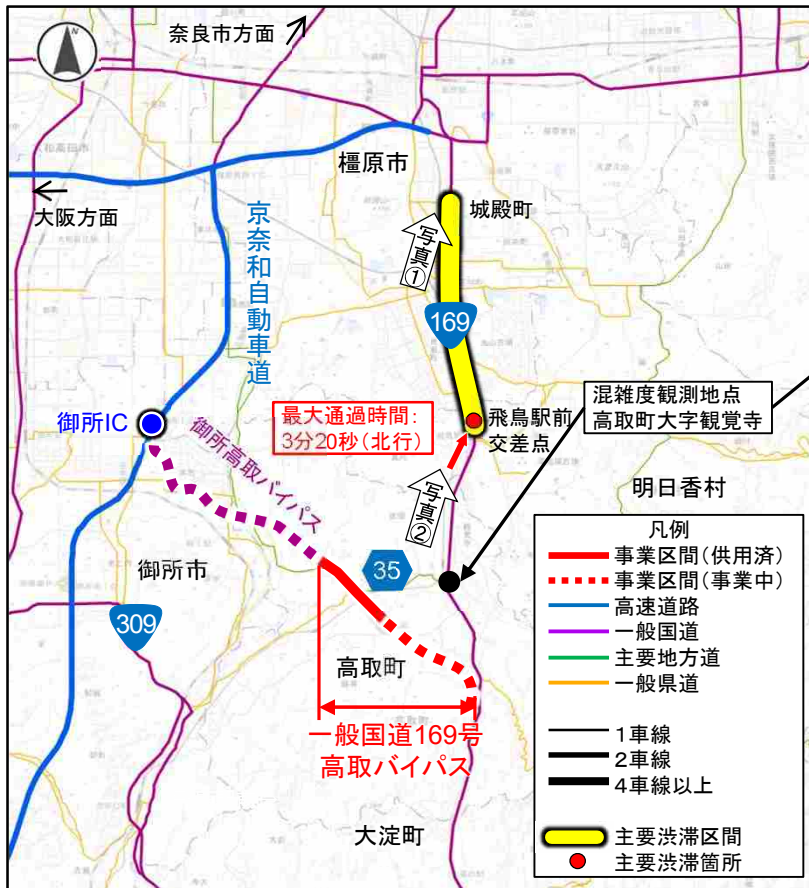 奈良市方面
N
橿原市
大阪方面
城殿町
写真①
京奈和自動車道
169
混雑度観測地点
高取町大字観覚寺
最大通過時間:
3分20秒(北行)
飛鳥駅前
交差点
御所IC
御所高取バイパス
写真②
明日香村
御所市
35
309
高取町
一般国道169号
高取バイパス
大淀町
凡例
事業区間(供用済)
事業区間(事業中)
高速道路
一般国道
主要地方道
一般県道
1車線
2車線
4車線以上
主要渋滞区間
主要渋滞箇所